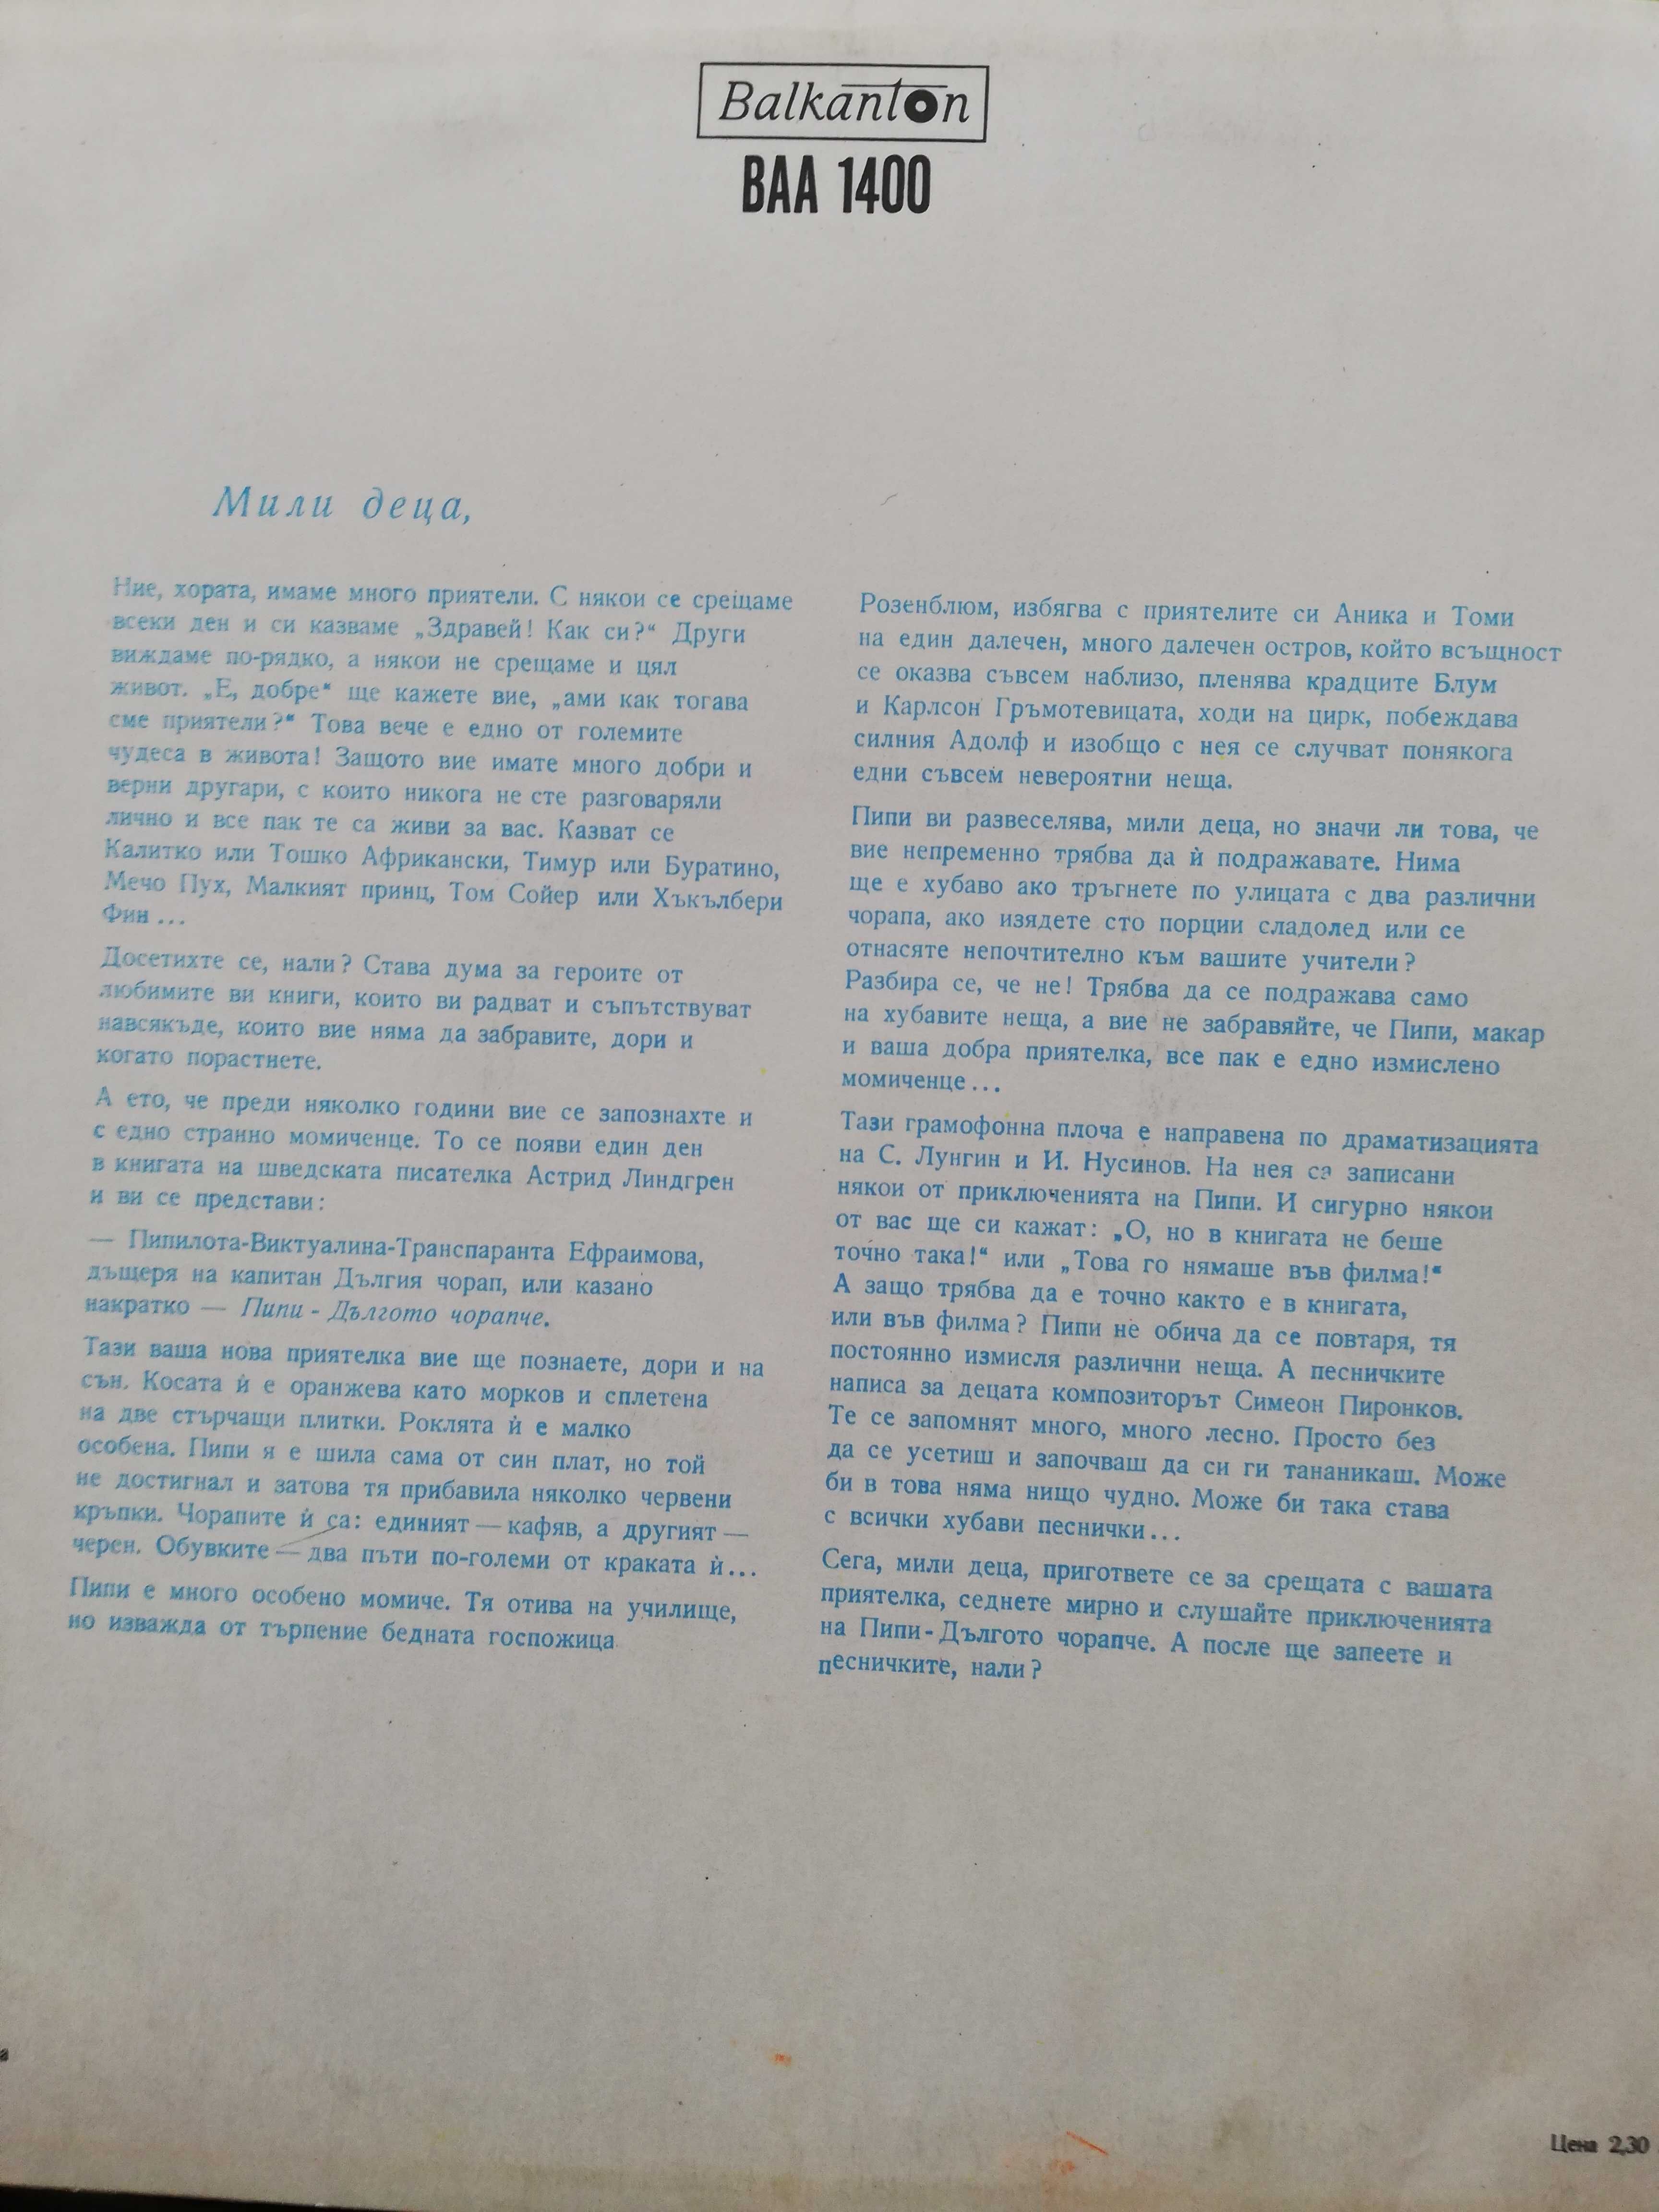 Balkanton
ВАА 1400
Мили деца,
Ние, хората, имаме много приятели. С някои се срещаме
всеки ден и си казваме „Здравей! Как си?“ Други
виждаме по-рядко, а някои не срещаме и цял
живот. „Е, добре“ ще кажете вие, „ами как тогава
сме приятели?“ Това вече е едно от големите
чудеса в живота! Защото вие имате много добри и
верни другари, с които никога не сте разговаряли
лично и все пак те са живи за вас. Казват се
Калитко или Тошко Африкански, Тимур или Буратино,
Мечо Пух, Малкият принц, Том Сойер или Хъкълбери
Фин...
Досетихте се, нали? Става дума за героите от
любимите ви книги, които ви радват и съпътствуват
навсякъде, които вие няма да забравите, дори и
когато порастнете.
А ето, че преди няколко години вие се запознахте и
с едно странно момиченце. То се появи един ден
в книгата на шведската писателка Астрид Линдгрен
и ви се представи:
— Пипилота-Виктуалина-Транспаранта Ефраимова,
дъщеря на капитан Дългия чорап, или казано
накратко — Пипи - Дългото чорапче.
Тази ваша нова приятелка вие ще познаете, дори и на
сън. Косата ѝ е оранжева като морков и сплетена
на две стърчащи плитки. Роклята ѝ е малко
особена. Пипи я е шила сама от син плат, но той
не достигнал и затова тя прибавила няколко червени
кръпки. Чорапите ѝ са: единият — кафяв, а другият —
черен. Обувките — два пъти по-големи от краката ѝ...
Пипи е много особено момиче. Тя отива на училище,
но изважда от търпение бедната госпожица
Розенблюм, избягва с приятелите си Аника и Томи
на един далечен, много далечен остров, който всъщност
се оказва съвсем наблизо, пленява крадците Блум
и Карлсон Гръмотевицата, ходи на цирк, побеждава
силния Адолф и изобщо с нея се случват понякога
едни съвсем невероятни неща.
Пипи ви развеселява, мили деца, но значи ли това, че
вие непременно трябва да ѝ подражавате. Нима
ще е хубаво ако тръгнете по улицата с два различни
чорапа, ако изядете сто порции сладолед или се
отнасяте непочтително към вашите учители?
Разбира се, че не! Трябва да се подражава само
на хубавите неща, а вие не забравяйте, че Пипи, макар
и ваша добра приятелка, все пак е едно измислено
момиченце...
Тази грамофонна плоча е направена по драматизацията
на С. Лунгин и И. Нусинов. На нея са записани
някои от приключенията на Пипи. И сигурно някои
от вас ще си кажат: „О, но в книгата не беше
точно така!“ или „Това го нямаше във филма!“
А защо трябва да е точно както е в книгата,
или във филма? Пипи не обича да се повтаря, тя
постоянно измисля различни неща. А песничките
написа за децата композиторът Симеон Пиронков.
Те се запомнят много, много лесно. Просто без
да се усетиш и започваш да си ги тананикаш. Може
би в това няма нищо чудно. Може би така става
с всички хубави песнички...
Сега, мили деца, пригответе се за срещата с вашата
приятелка, седнете мирно и слушайте приключенията
на Пипи - Дългото чорапче. А после ще запеете и
песничките, нали?
Цена 2,30